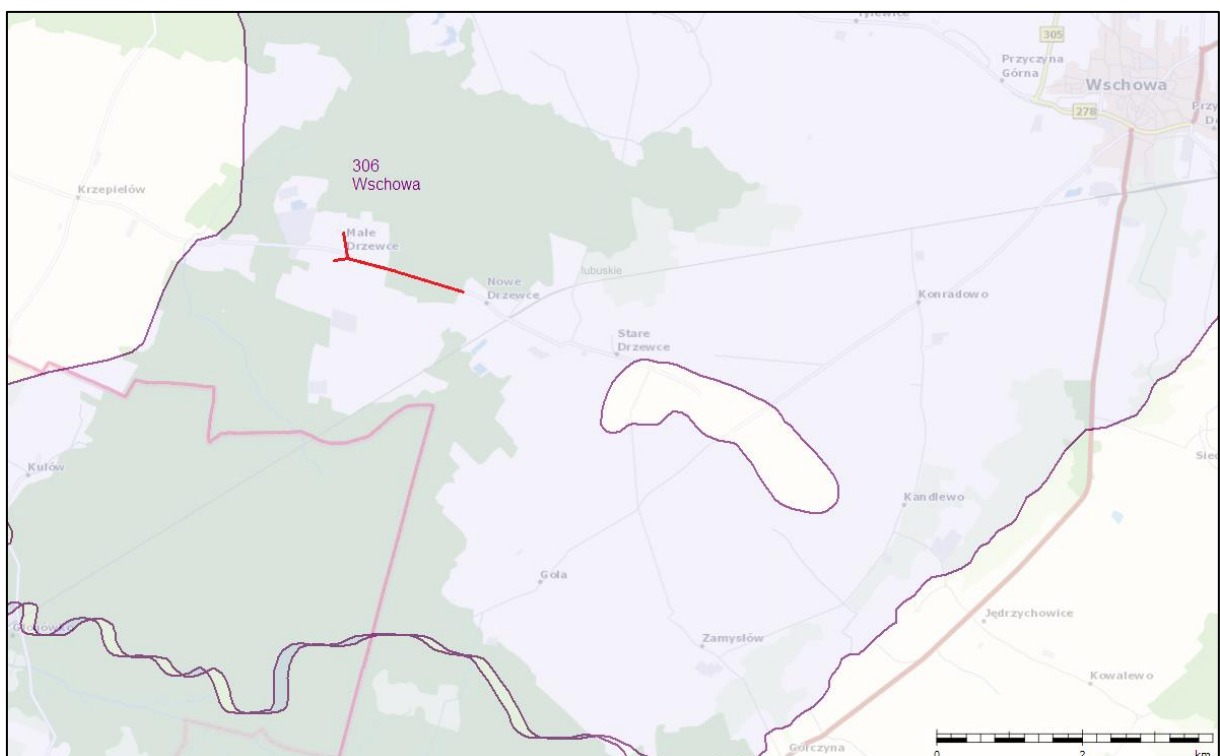 Tylewice
305
Przyczyna
Górna
Wschowa
278
306
Wschowa
Krzepielów
Małe
Drzewce
lubuskie
Nowe
Drzewce
Konradowo
Stare
Drzewce
Kulów
Kandlewo
Gola
Jędrzychowice
Zamysłów
Kowalewo
Górczyna
0
2
km